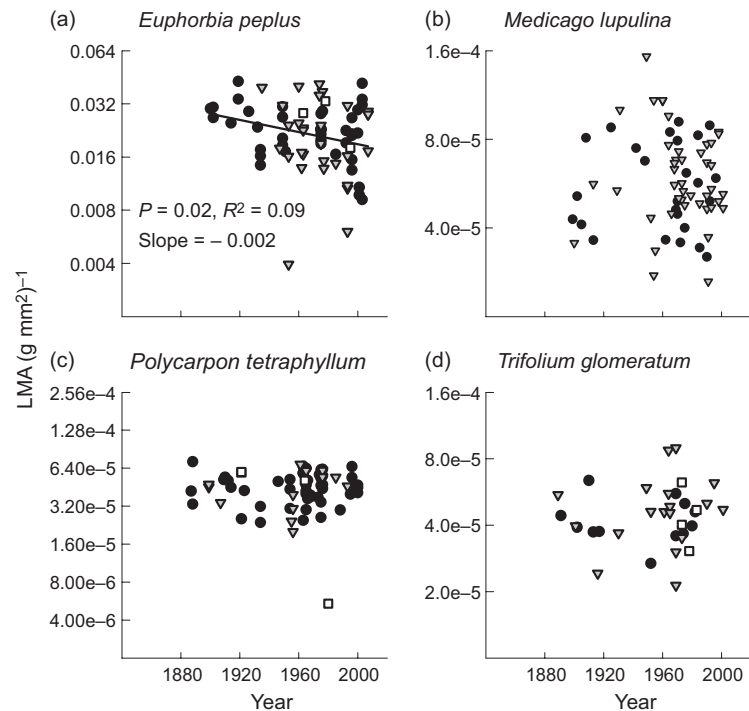 (a) Euphorbia peplus
0.064
0.032
0.016
0.008
0.004
P = 0.02, R² = 0.09
Slope = – 0.002
(b) Medicago lupulina
1.6e–4
8.0e–5
4.0e–5
LMA (g mm²)⁻¹
(c) Polycarpon tetraphyllum
2.56e–4
1.28e–4
6.40e–5
3.20e–5
1.60e–5
8.00e–6
4.00e–6
1880 1920 1960 2000
Year
(d) Trifolium glomeratum
1.6e–4
8.0e–5
4.0e–5
2.0e–5
1880 1920 1960 2000
Year